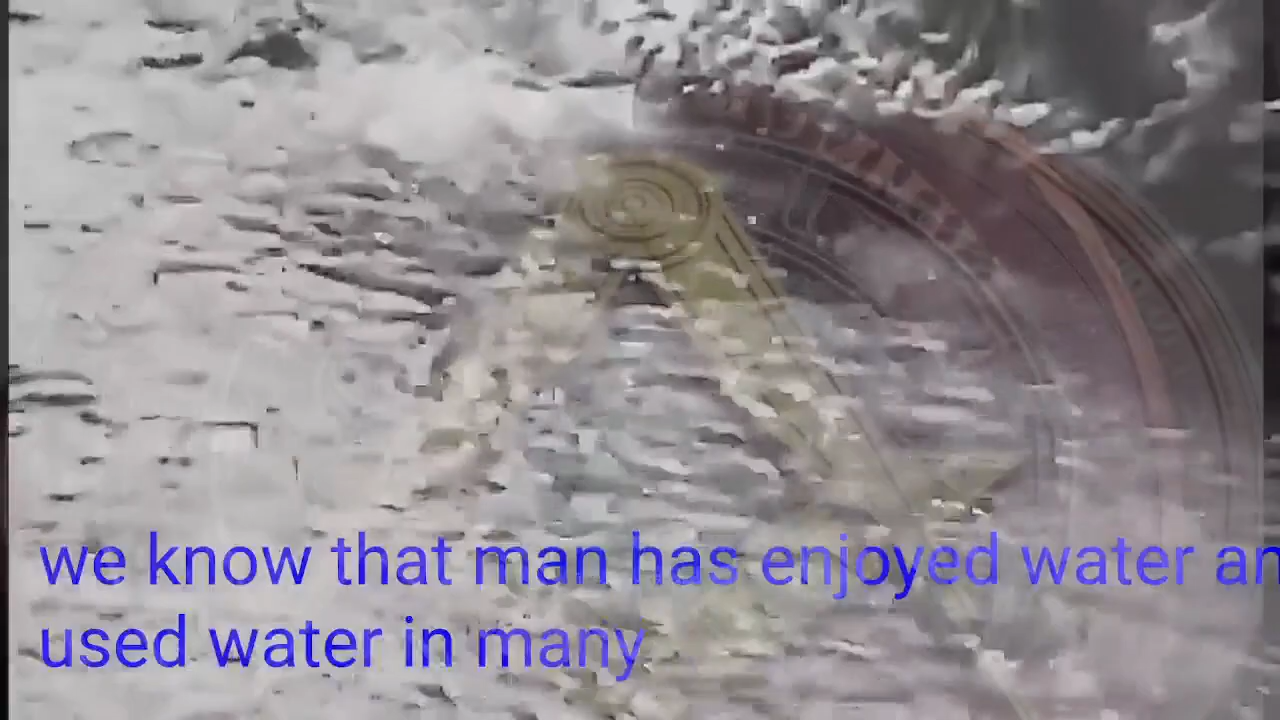 we know that man has enjoyed water an
used water in many